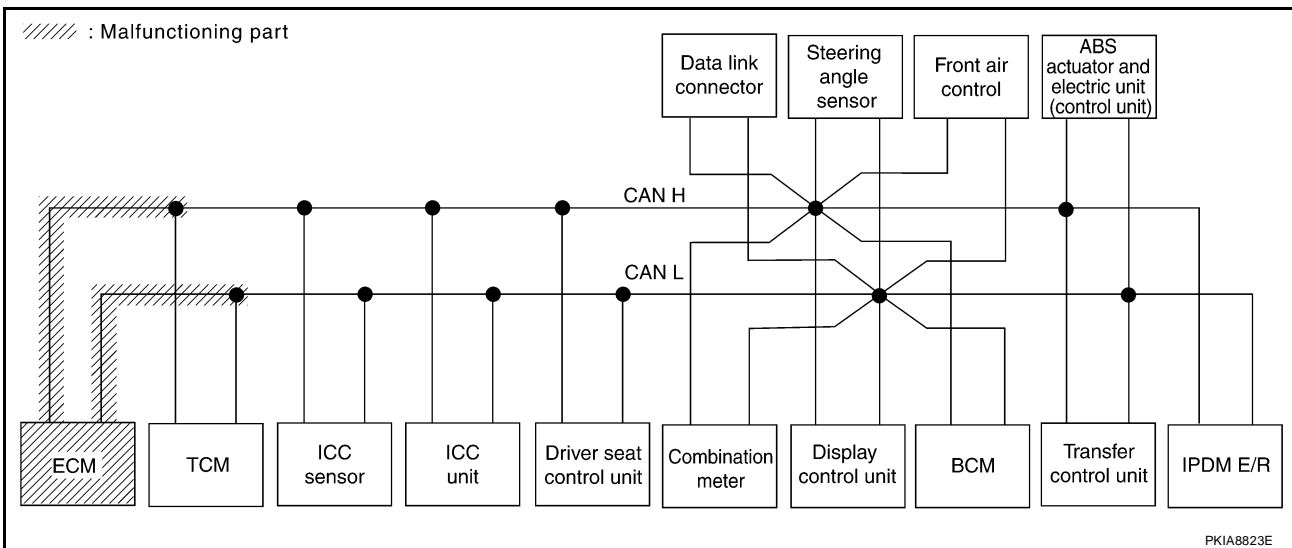 : Malfunctioning part
Data link
connector
Steering
angle
sensor
Front air
control
ABS
actuator and
electric unit
(control unit)
CAN H
CAN L
ECM
TCM
ICC
sensor
ICC
unit
Driver seat
control unit
Combination
meter
Display
control unit
BCM
Transfer
control unit
IPDM E/R
PKIA8823E